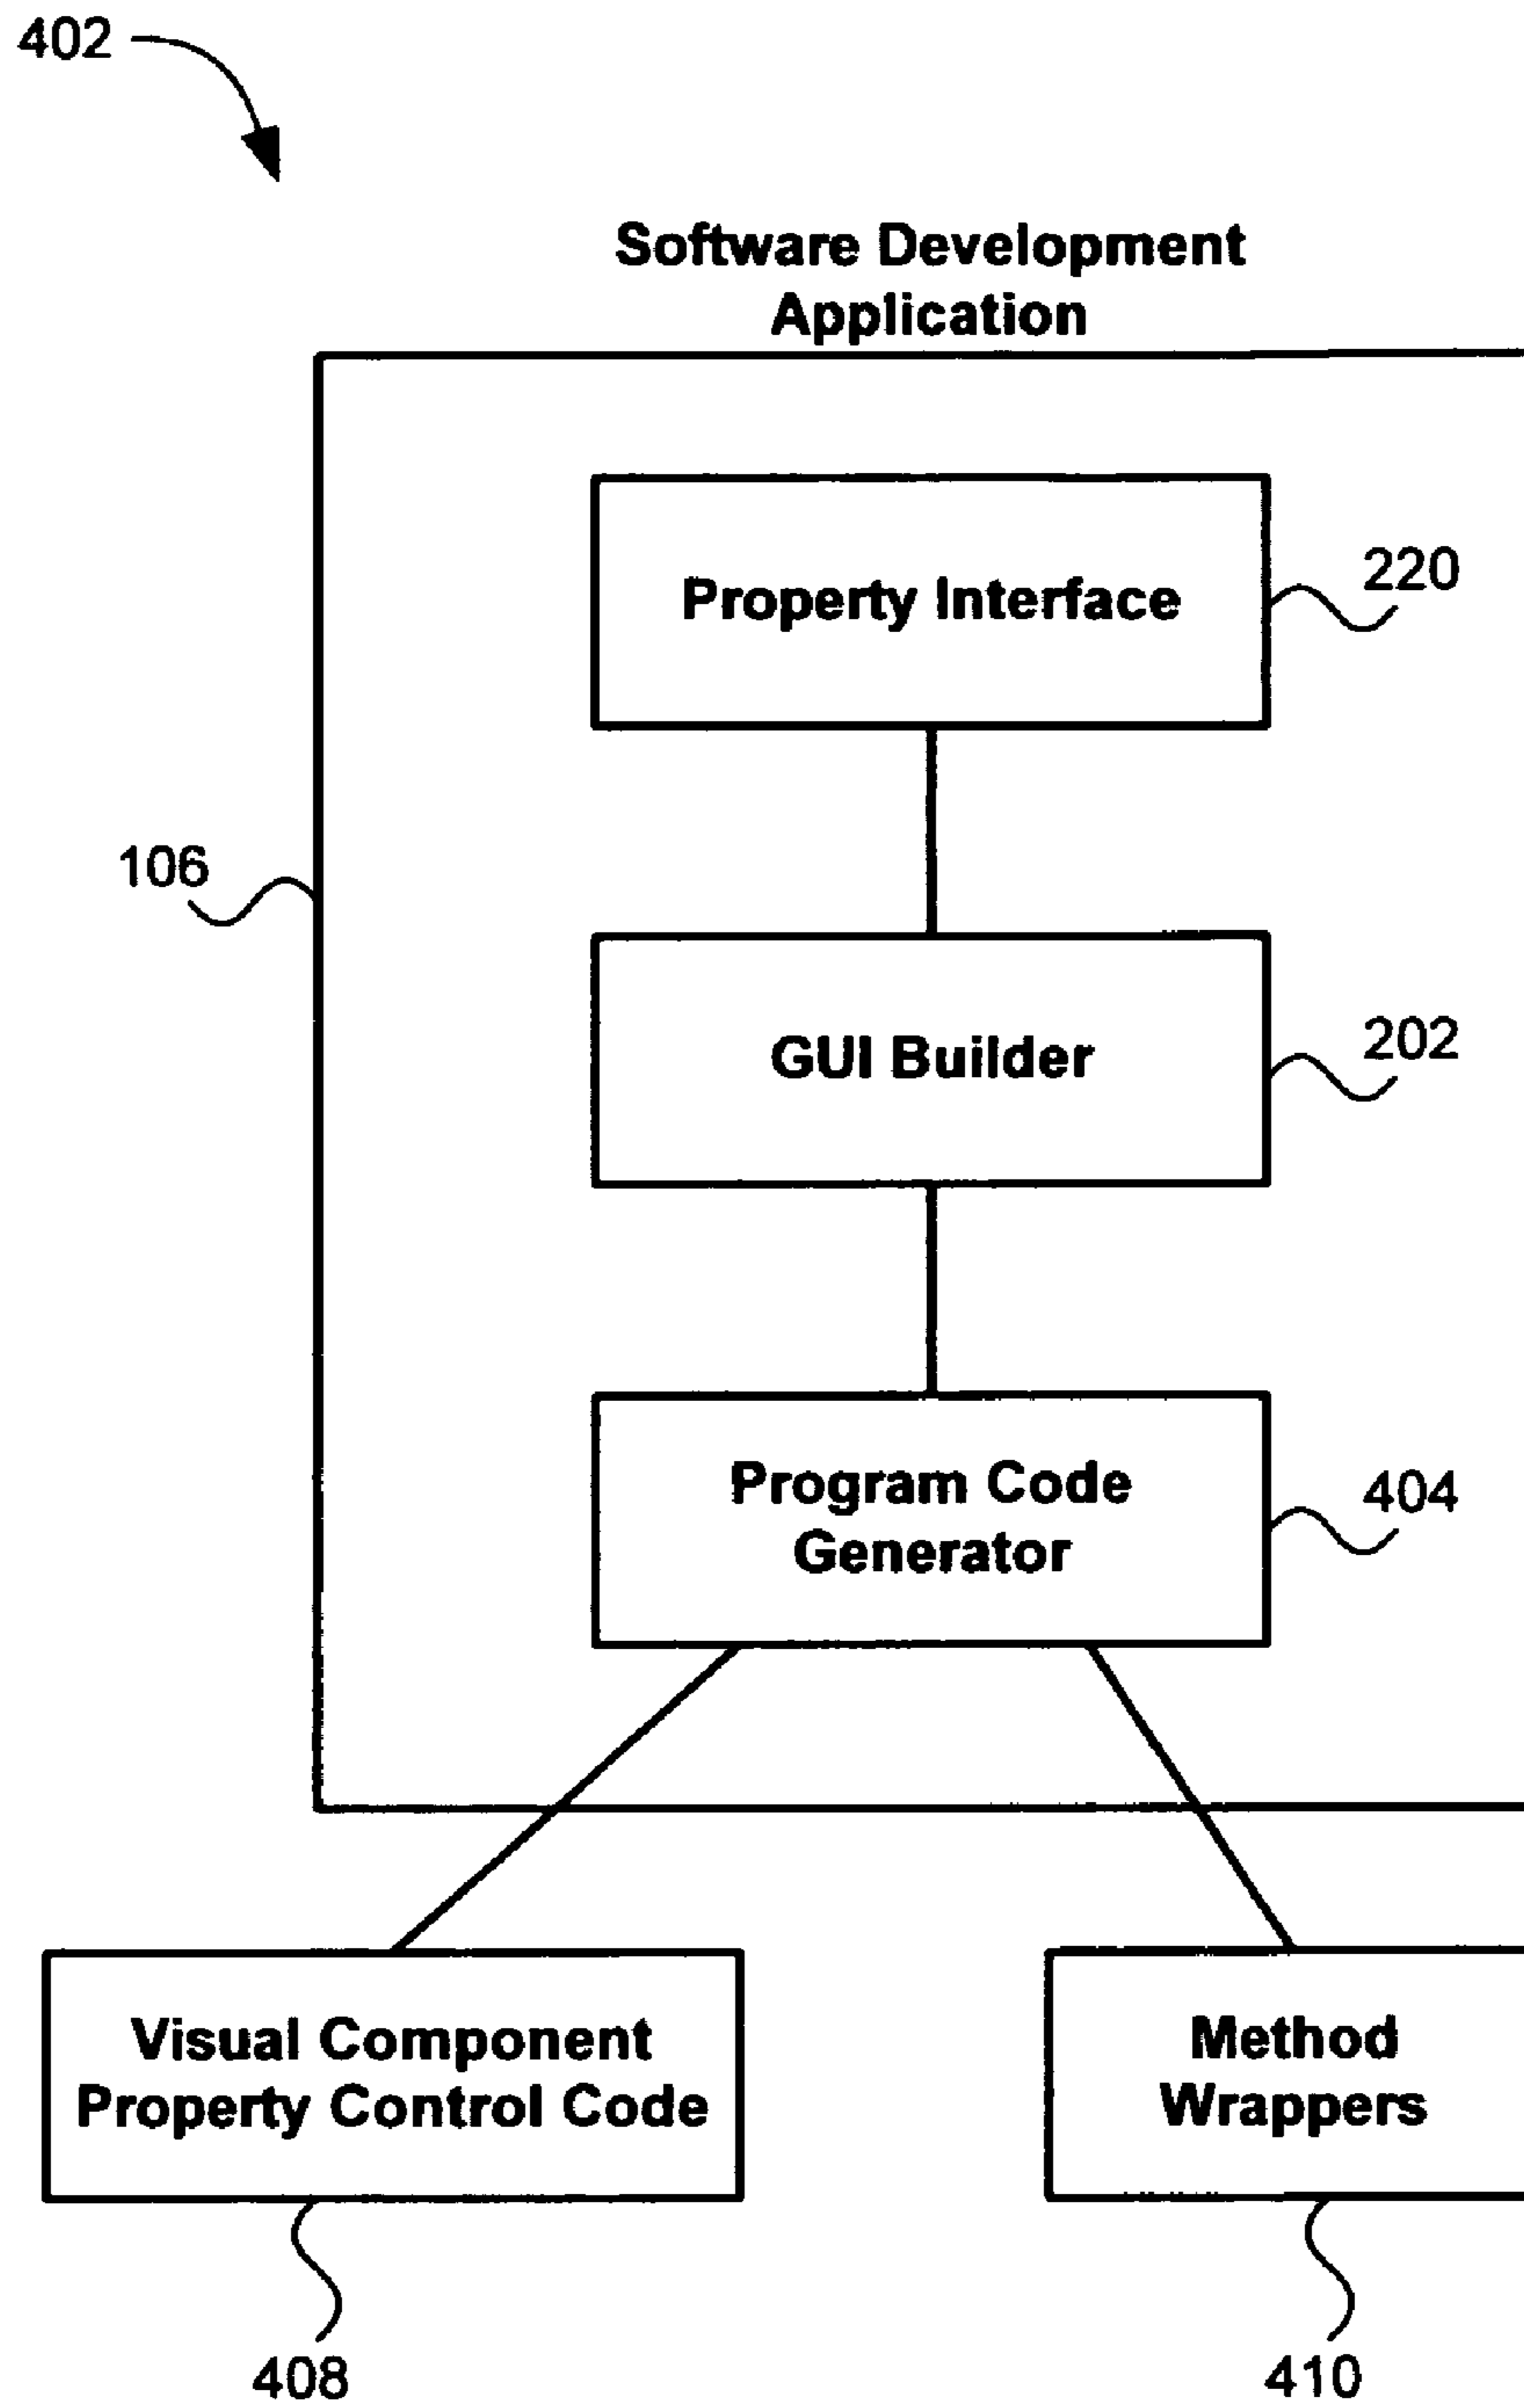 402
Software Development
Application
Property Interface
220
106
GUI Builder
202
Program Code
Generator
404
Visual Component
Property Control Code
Method
Wrappers
408
410